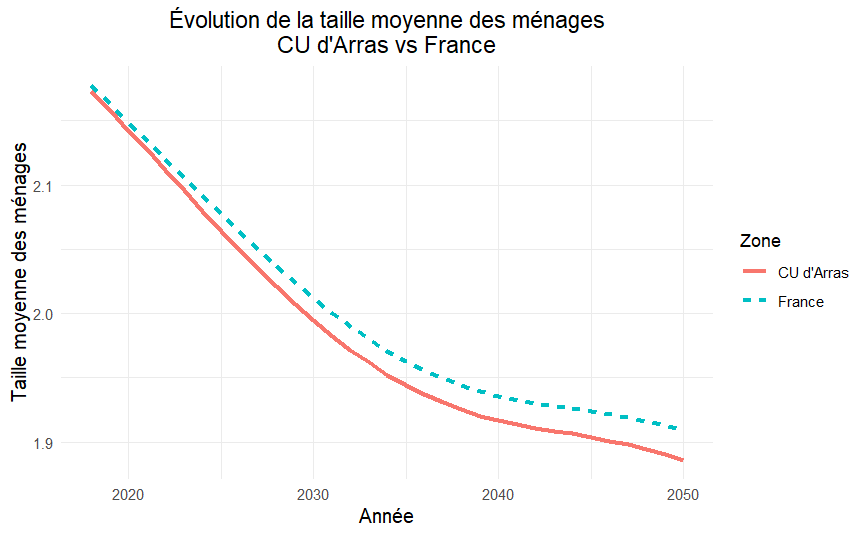 Évolution de la taille moyenne des ménages
CU d'Arras vs France
Taille moyenne des ménages
2.1
2.0
1.9
2020
2030
2040
2050
Année
Zone
CU d'Arras
France